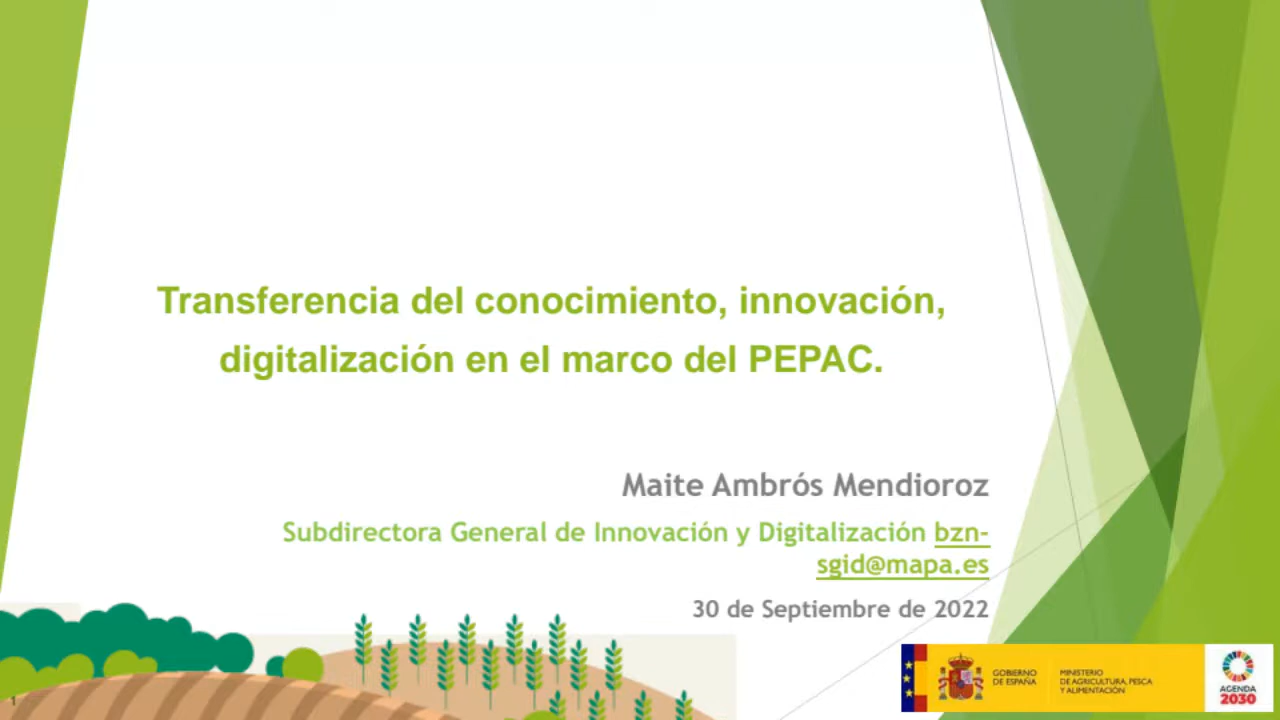 Transferencia del conocimiento, innovación,
digitalización en el marco del PEPAC.
Maite Ambrós Mendioroz
Subdirectora General de Innovación y Digitalización bzn-
sgid@mapa.es
30 de Septiembre de 2022
GOBIERNO
DE ESPAÑA
MINISTERIO
DE AGRICULTURA, PESCA
Y ALIMENTACIÓN
AGENDA
2030
1